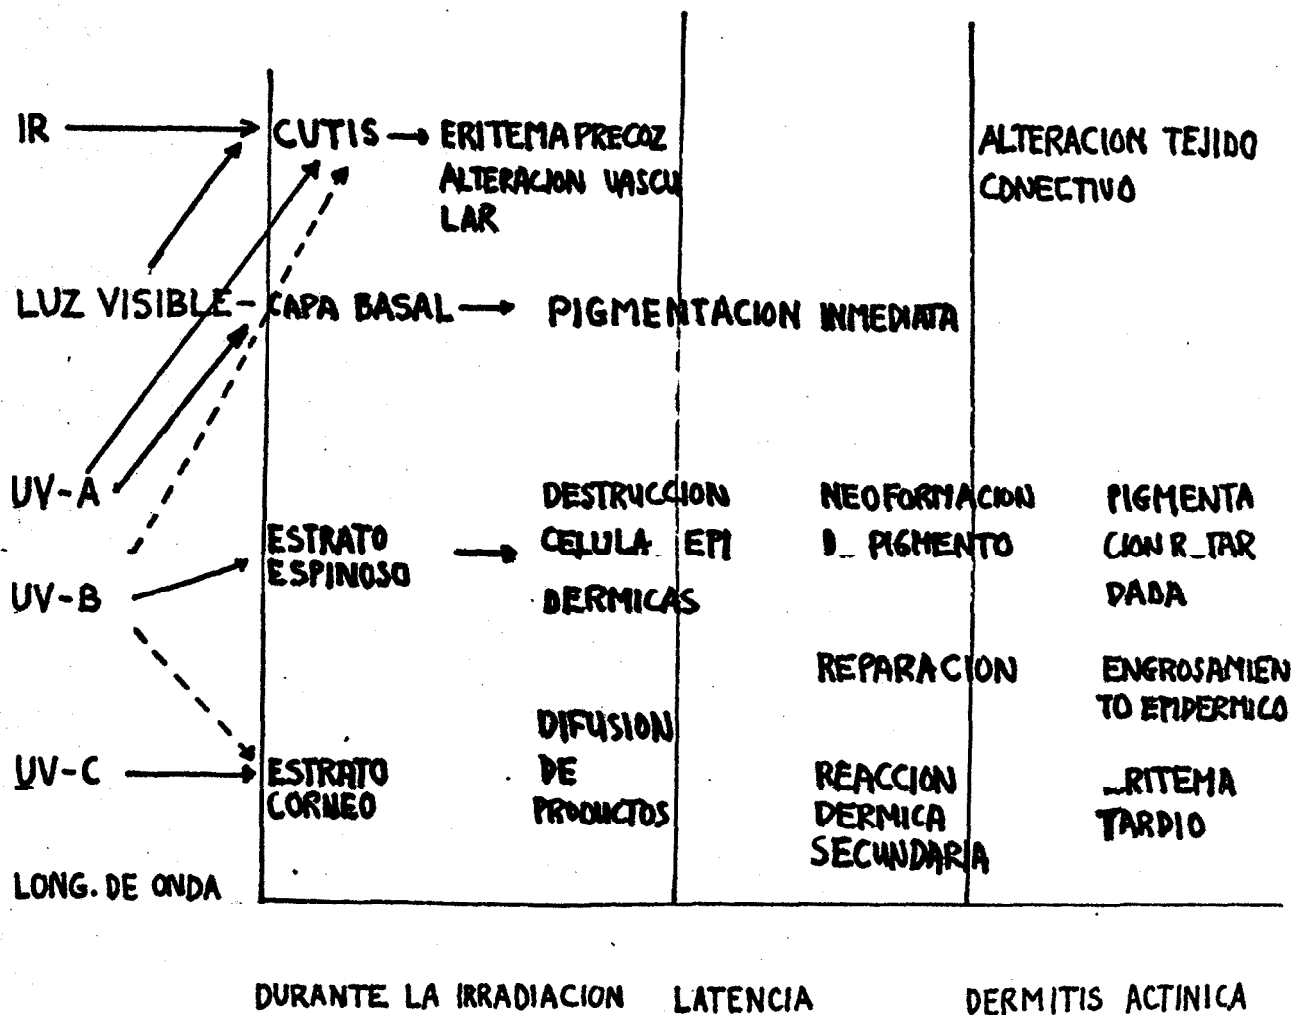 IR
CUTIS
ERITEMA PRECOZ
ALTERACION VASCU
LAR
ALTERACION TEJIDO
CONECTIVO
LUZ VISIBLE
CAPA BASAL
PIGMENTACION INMEDIATA
UV-A
UV-B
ESTRATO
ESPINOSO
DESTRUCCION
CELULA EPI
DERMICAS
NEOFORMACION
D_ PIGMENTO
PIGMENTA
CION R_TAR
DADA
REPARACION
ENGROSAMIEN
TO EPIDERMICO
UV-C
ESTRATO
CORNEO
DIFUSION
DE
PRODUCTOS
REACCION
DERMICA
SECUNDARIA
_RITEMA
TARDIO
LONG. DE ONDA
DURANTE LA IRRADIACION
LATENCIA
DERMITIS ACTINICA